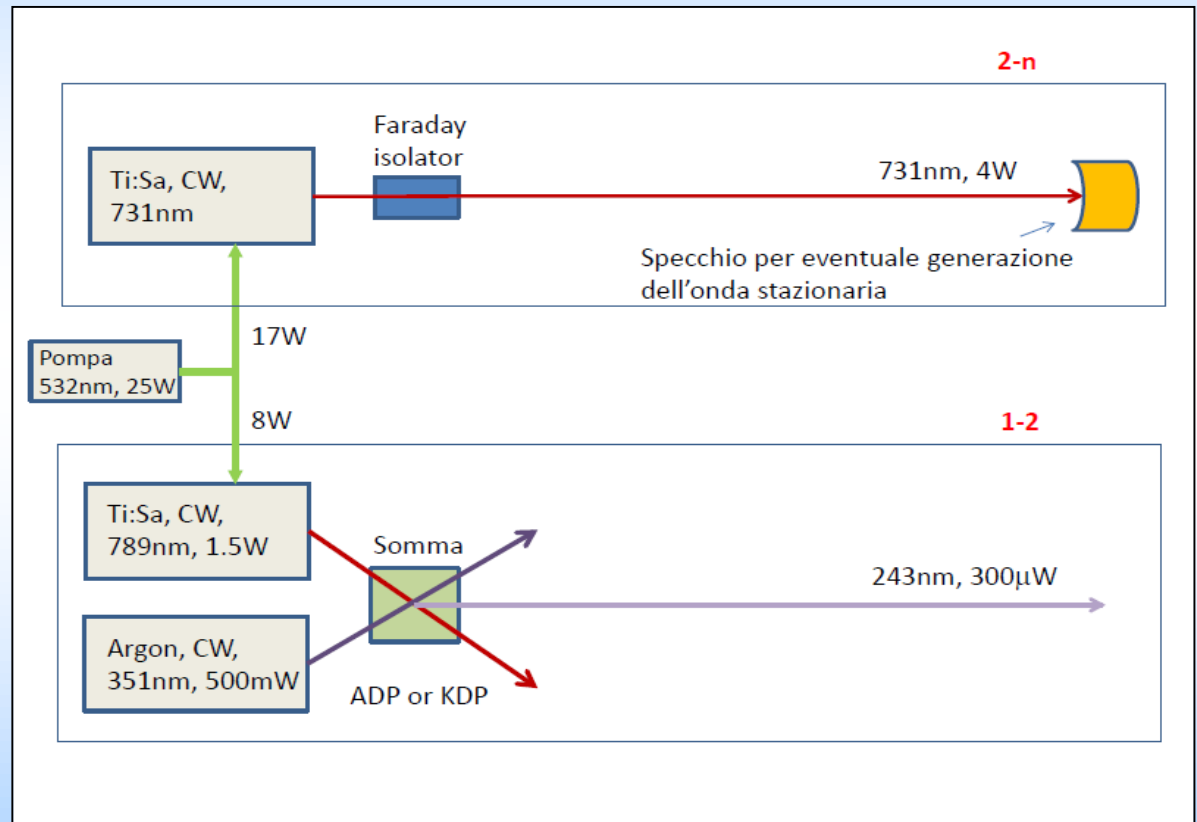 2-n
Faraday
isolator
Ti:Sa, CW,
731nm
731nm, 4W
Specchio per eventuale generazione
dell'onda stazionaria
17W
Pompa
532nm, 25W
8W
1-2
Ti:Sa, CW,
789nm, 1.5W
Somma
243nm, 300μW
Argon, CW,
351nm, 500mW
ADP or KDP